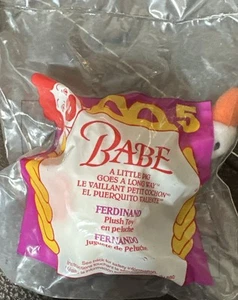 5
BABE
A LITTLE PIG
GOES A LONG WAY
LE VAILLANT PETIT COCHON
EL PUERQUITO VALIENTE
FERDINAND
Plush Toy
en peluche
FERNANDO
Juguete de Peluche